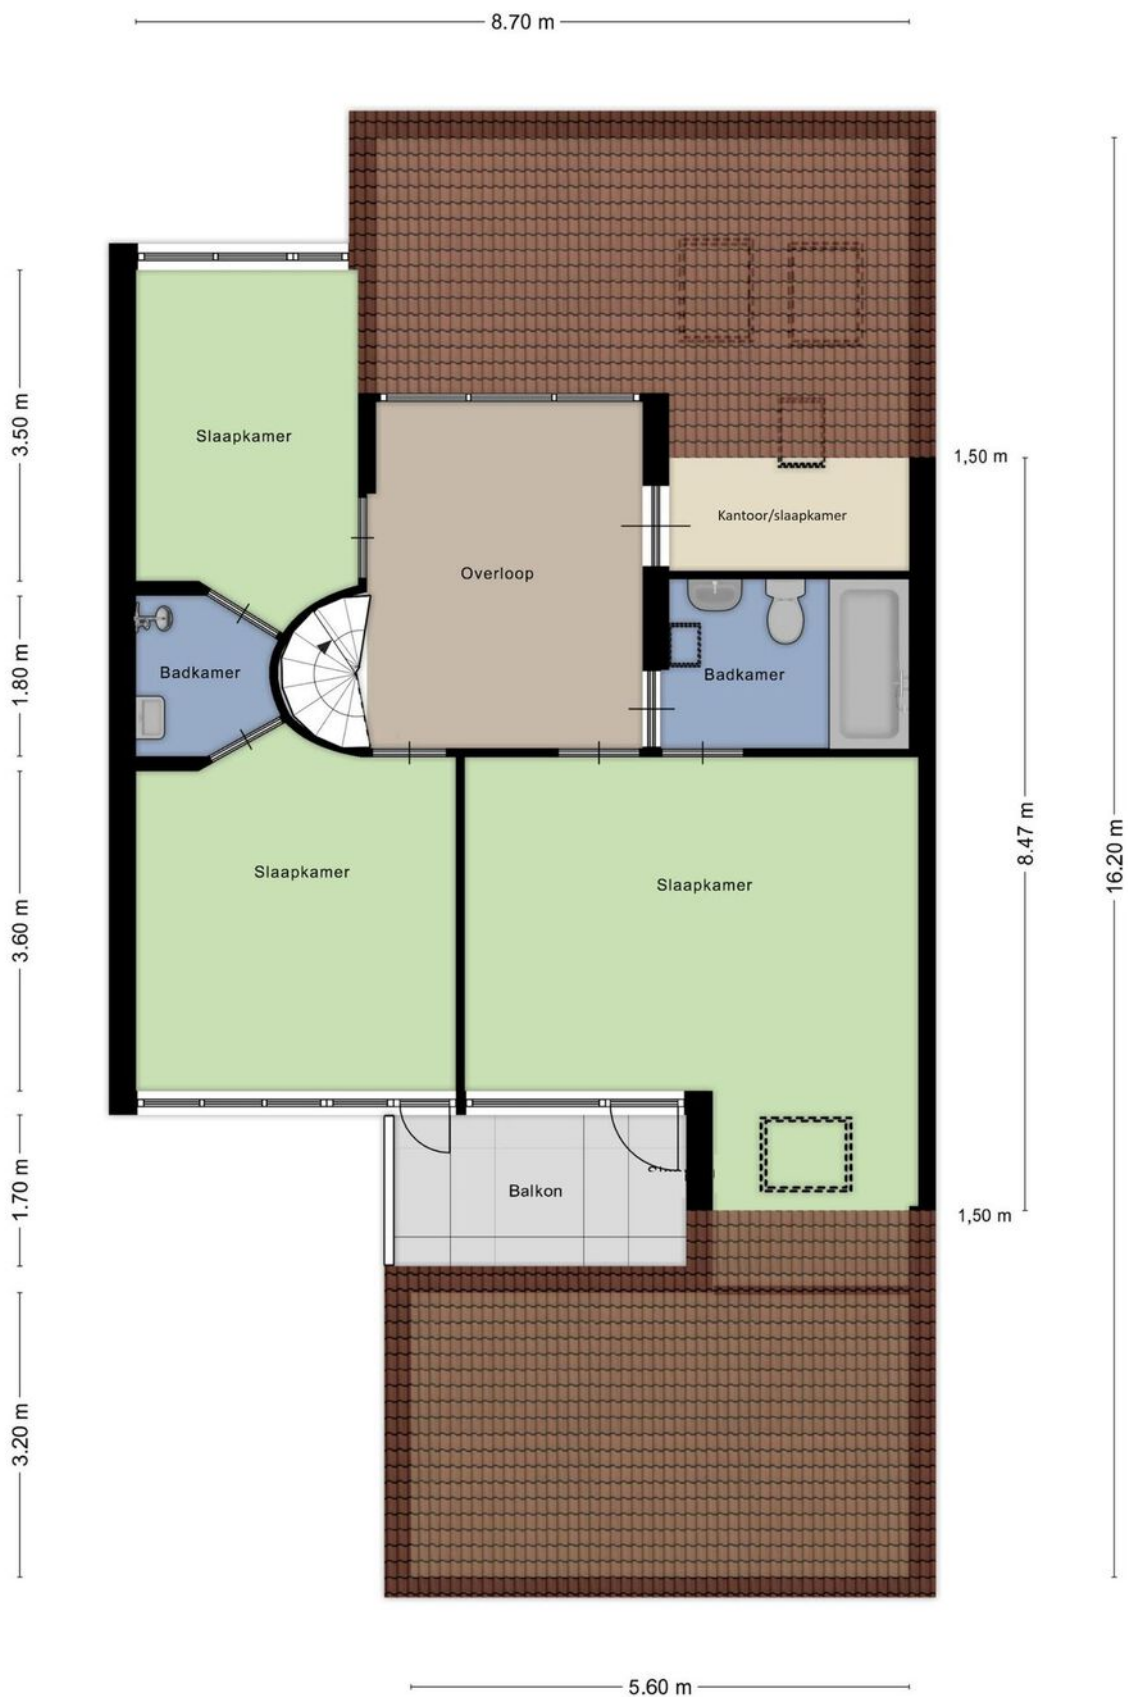 8.70 m
3.50 m
Slaapkamer
1,50 m
Kantoor/slaapkamer
Overloop
1.80 m
Badkamer
Badkamer
8.47 m
16.20 m
Slaapkamer
Slaapkamer
3.60 m
1.70 m
Balkon
1,50 m
3.20 m
5.60 m